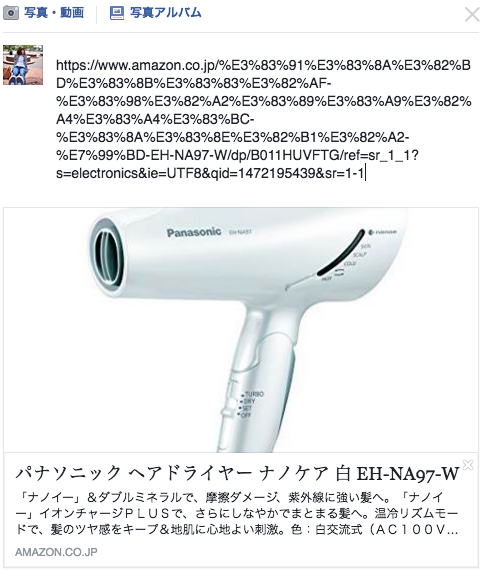 写真・動画 写真アルバム
https://www.amazon.co.jp/%E3%83%91%E3%83%8A%E3%82%B
D%E3%83%8B%E3%83%83%E3%82%AF-
%E3%83%98%E3%82%A2%E3%83%89%E3%83%A9%E3%82%
A4%E3%83%A4%E3%83%BC-
%E3%83%8A%E3%83%8E%E3%82%B1%E3%82%A2-
%E7%99%BD-EH-NA97-W/dp/B011HUVFTG/ref=sr_1_1?
s=electronics&ie=UTF8&qid=1472195439&sr=1-1
Panasonic EH-NA97
nanoe
SKIN
SCALP
COLD
HOT
TURBO
DRY
SET
OFF
パナソニック ヘアドライヤー ナノケア 白 EH-NA97-W
「ナノイー」＆ダブルミネラルで、摩擦ダメージ、紫外線に強い髪へ。「ナノイ
ー」イオンチャージＰＬＵＳで、さらにしなやかでまとまる髪へ。温冷リズムモー
ドで、髪のツヤ感をキープ＆地肌に心地よい刺激。色：白交流式（ＡＣ１００Ｖ...
AMAZON.CO.JP